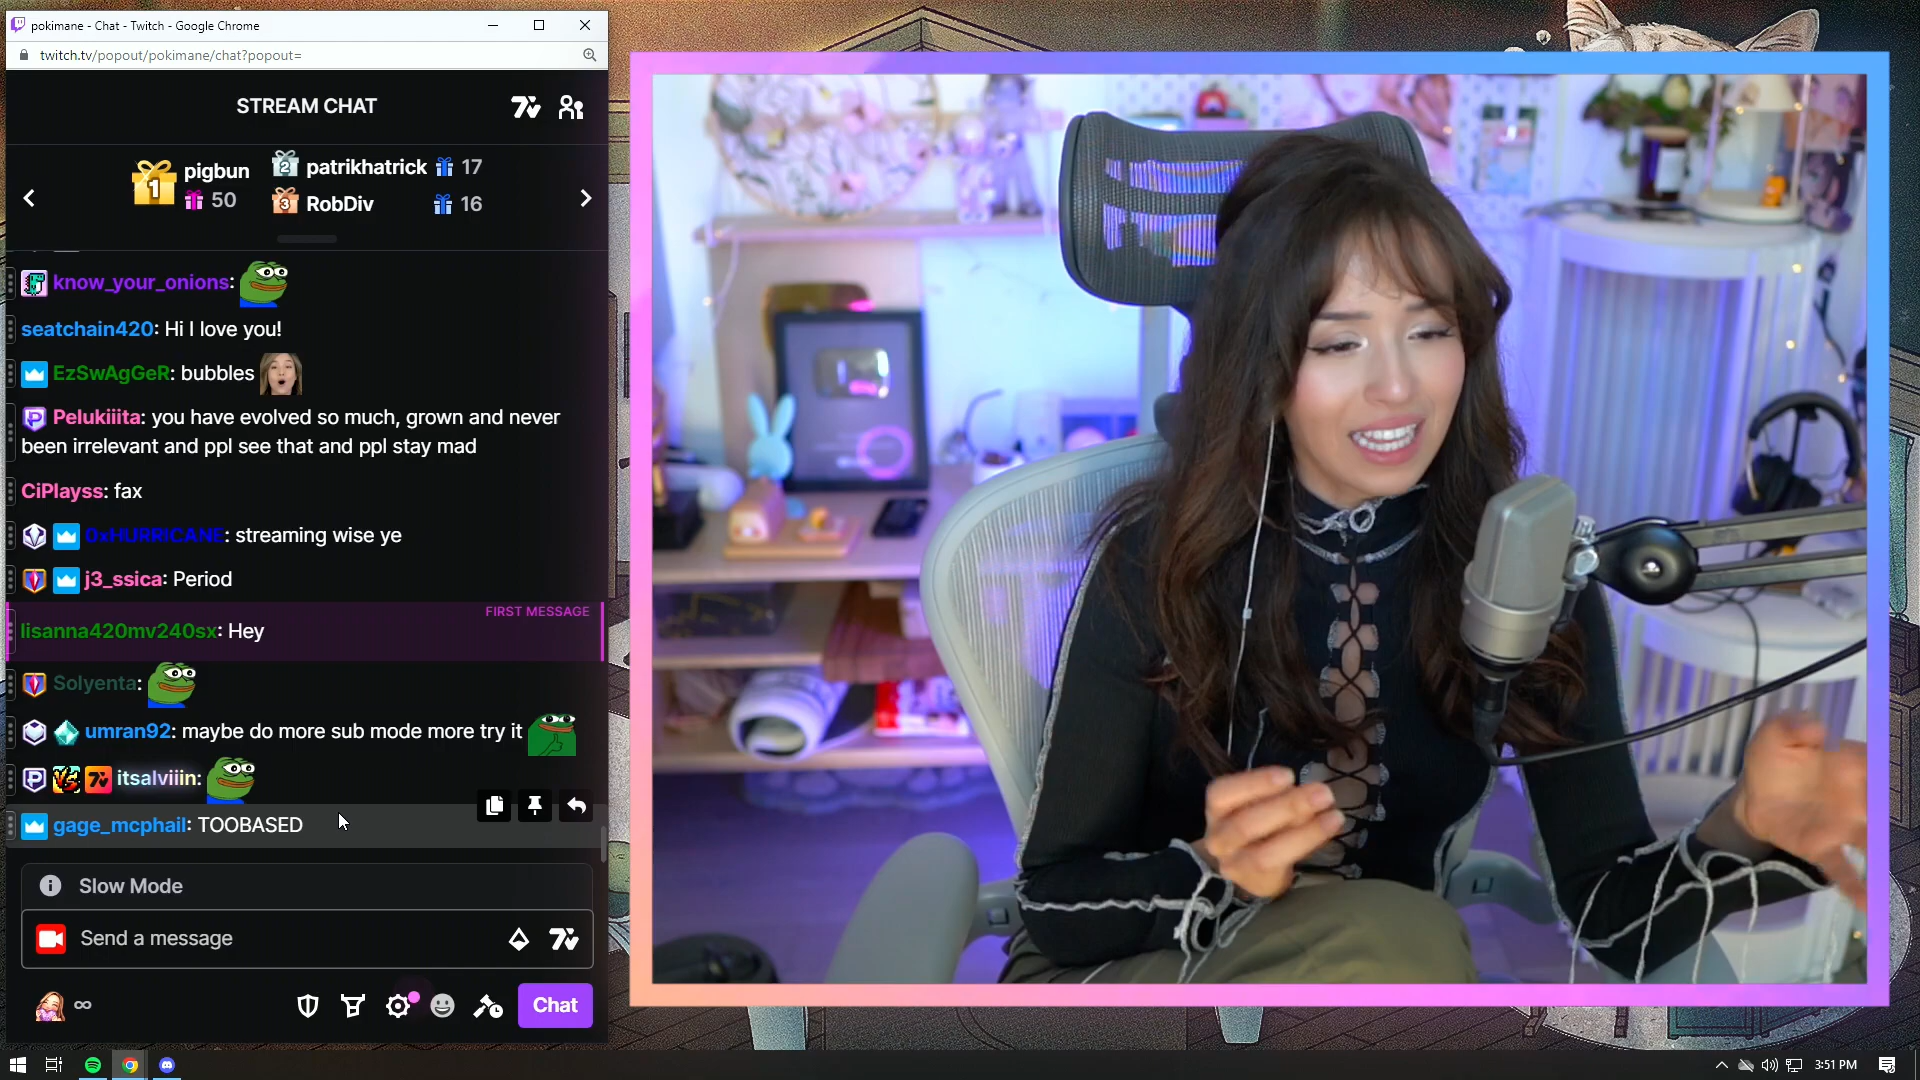 pokimane - Chat - Twitch - Google Chrome
twitch.tv/popout/pokimane/chat?popout=
STREAM CHAT
1 pigbun 50
2 patrikhatrick 17
3 RobDiv 16
know_your_onions:
seatchain420: Hi I love you!
EzSwAgGeR: bubbles
Pelukiiita: you have evolved so much, grown and never
been irrelevant and ppl see that and ppl stay mad
CiPlayss: fax
0xHURRICANE: streaming wise ye
j3_ssica: Period
FIRST MESSAGE
lisanna420mv240sx: Hey
Solyenta:
umran92: maybe do more sub mode more try it
itsalviiin:
gage_mcphail: TOOBASED
Slow Mode
Send a message
∞
Chat
3:51 PM